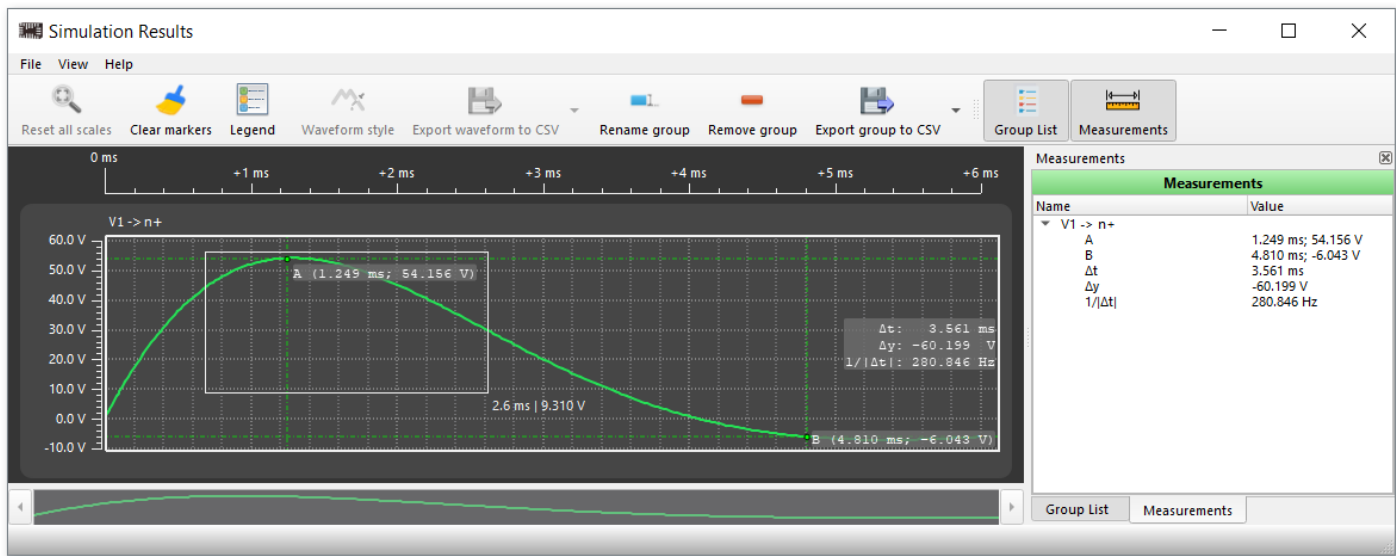 Simulation Results
File View Help
Reset all scales Clear markers Legend Waveform style Export waveform to CSV Rename group Remove group Export group to CSV Group List Measurements
0 ms
+1 ms +2 ms +3 ms +4 ms +5 ms +6 ms
V1 -> n+
60.0 V
50.0 V
40.0 V
30.0 V
20.0 V
10.0 V
0.0 V
-10.0 V
A (1.249 ms; 54.156 V)
Δt: 3.561 ms
Δy: -60.199 V
1/|Δt|: 280.846 Hz
2.6 ms | 9.310 V
B (4.810 ms; -6.043 V)
Measurements
Measurements
Name Value
V1 -> n+
A 1.249 ms; 54.156 V
B 4.810 ms; -6.043 V
Δt 3.561 ms
Δy -60.199 V
1/|Δt| 280.846 Hz
Group List Measurements